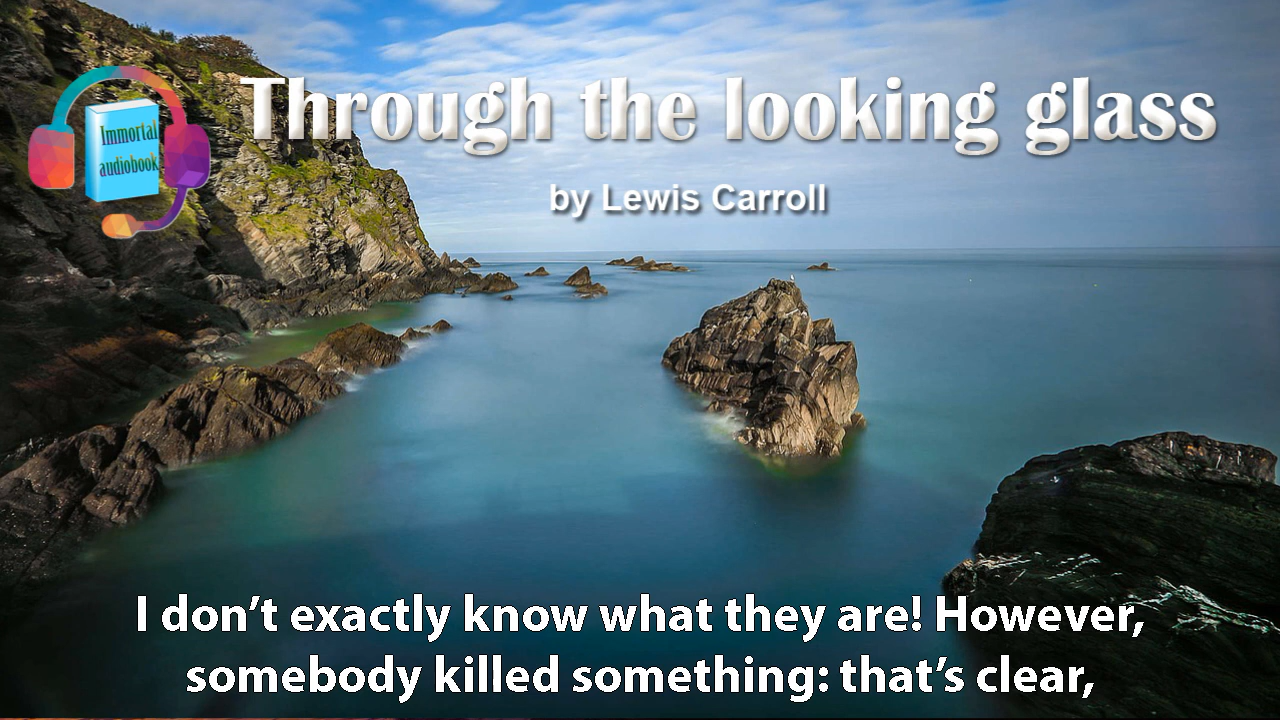 Immortal
audiobook
Through the looking glass
by Lewis Carroll
I don’t exactly know what they are! However,
somebody killed something: that’s clear,